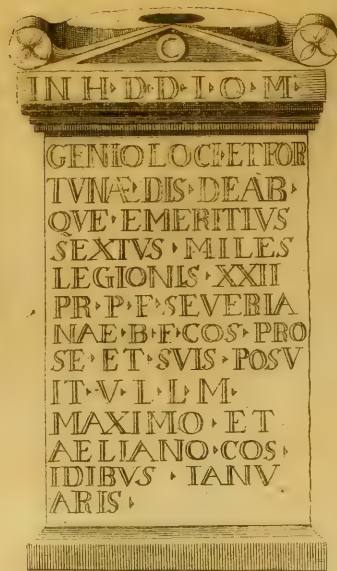 IN H·D·D·I·O·M·
GENIO LOCI·ET FOR
TVNÆ DIS·DEAB·
QVE·EMERITIVS
SEXTVS·MILES
LEGIONIS·XXII
PR·P·F·SEVERIA
NAE·B·F·COS·PRO
SE·ET·SVIS·POSV
IT·V·L·L·M·
MAXIMO·ET
AELIANO·COS·
IDIBVS·IANV
ARIS·